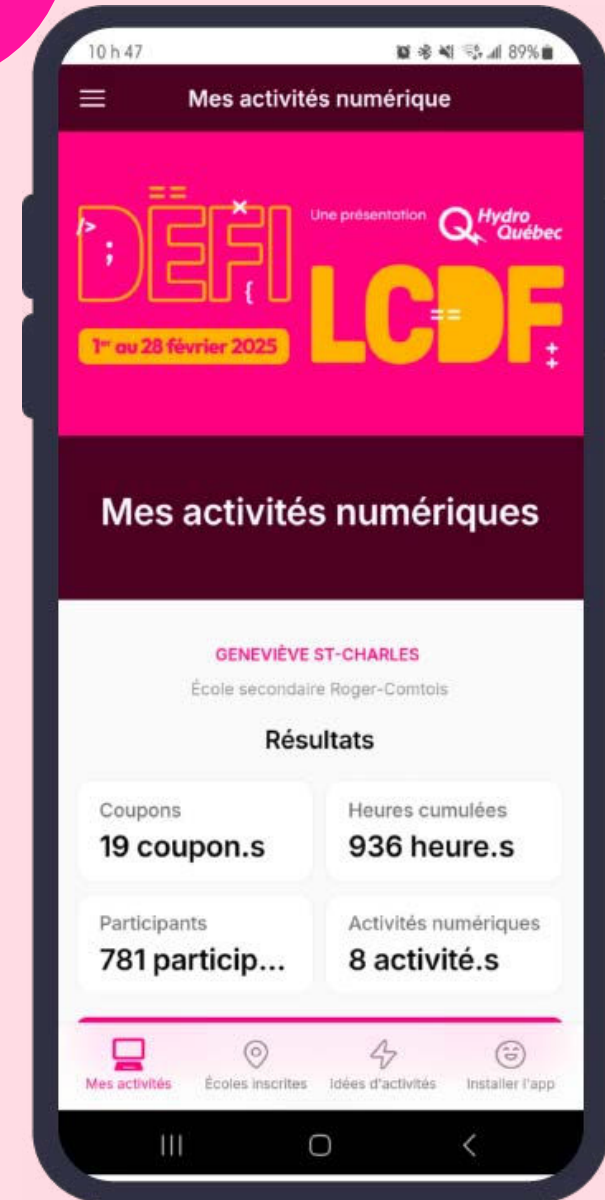 10 h 47
89%
Mes activités numérique
/>
==
×
;
{
DËFI
Une présentation
Hydro
Québec
LCDF
==
++
1er au 28 février 2025
Mes activités numériques
GENEVIÈVE ST-CHARLES
École secondaire Roger-Comtois
Résultats
Coupons
19 coupon.s
Heures cumulées
936 heure.s
Participants
781 particip...
Activités numériques
8 activité.s
Mes activités
Écoles inscrites
Idées d'activités
Installer l'app